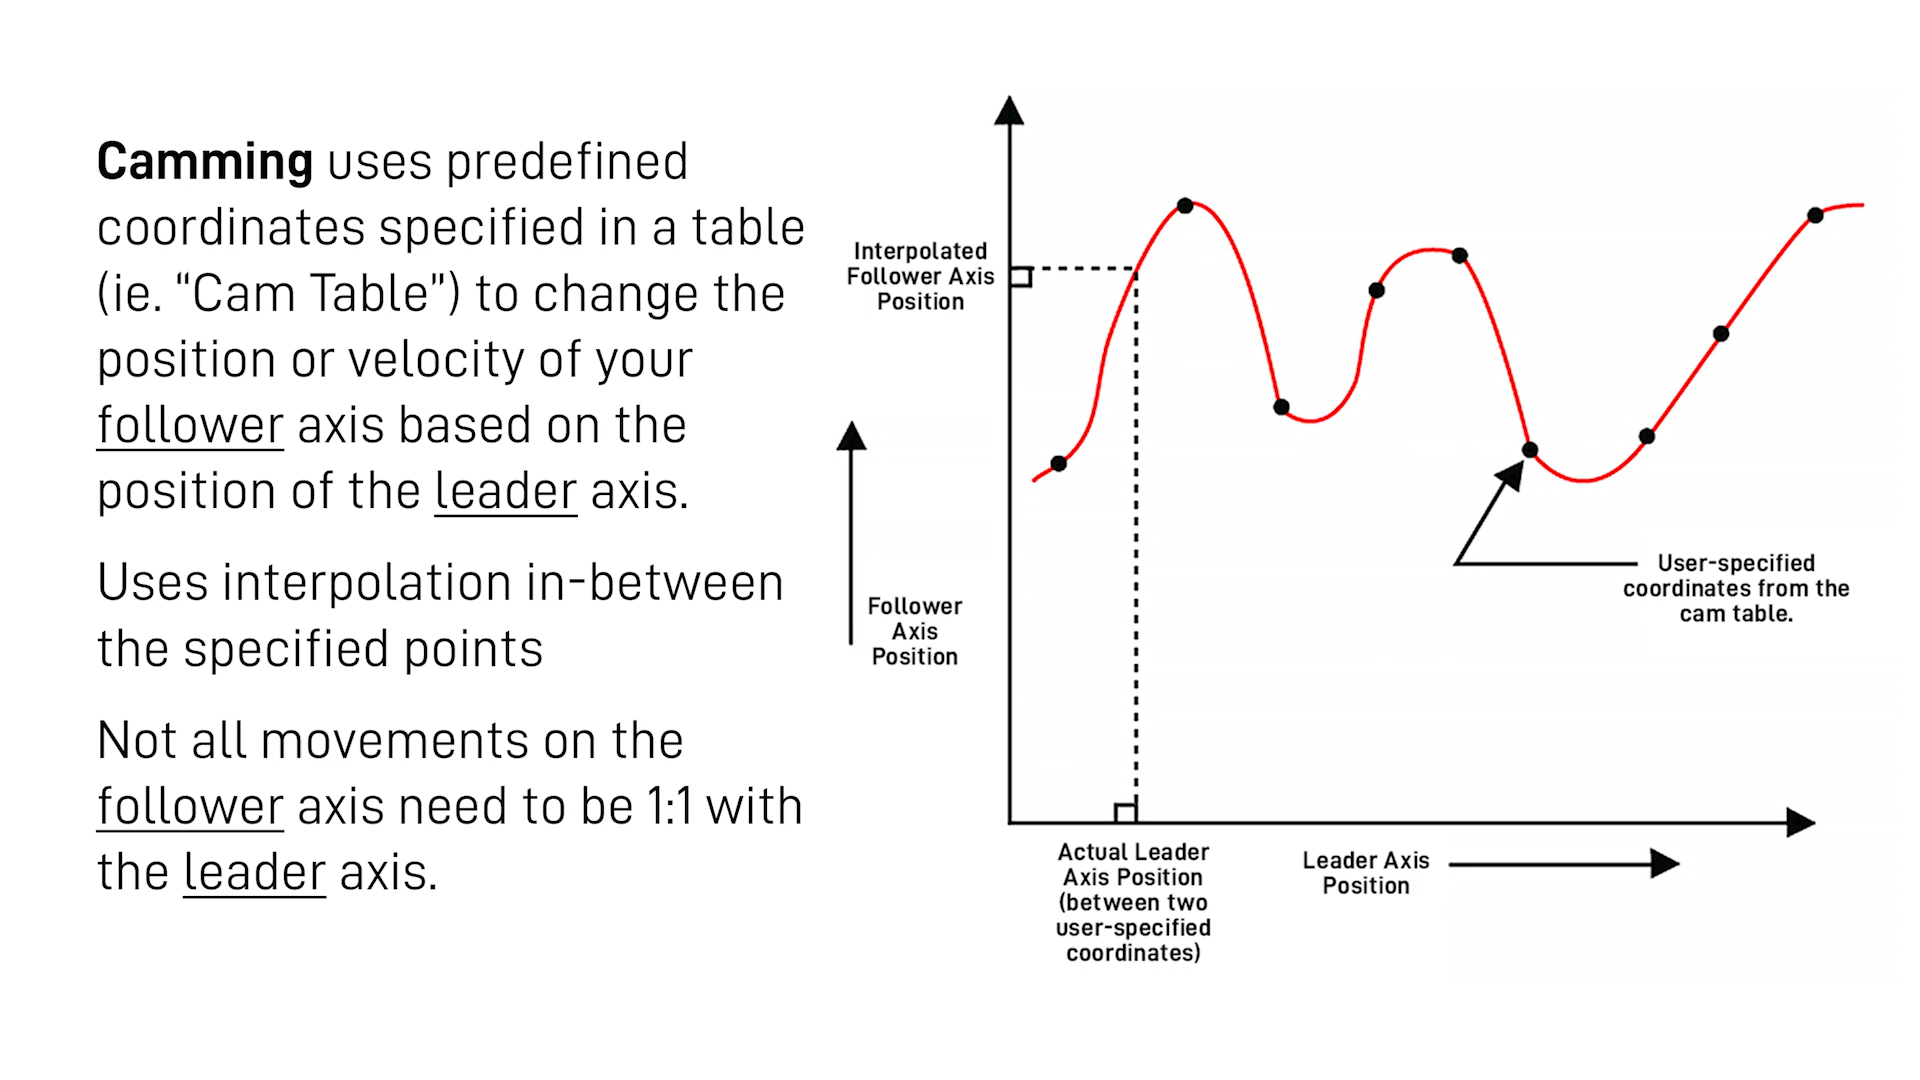 Camming uses predefined
coordinates specified in a table
(ie. “Cam Table”) to change the
position or velocity of your
follower axis based on the
position of the leader axis.
Uses interpolation in-between
the specified points
Not all movements on the
follower axis need to be 1:1 with
the leader axis.
Interpolated
Follower Axis
Position
Follower
Axis
Position
User-specified
coordinates from the
cam table.
Actual Leader
Axis Position
(between two
user-specified
coordinates)
Leader Axis
Position